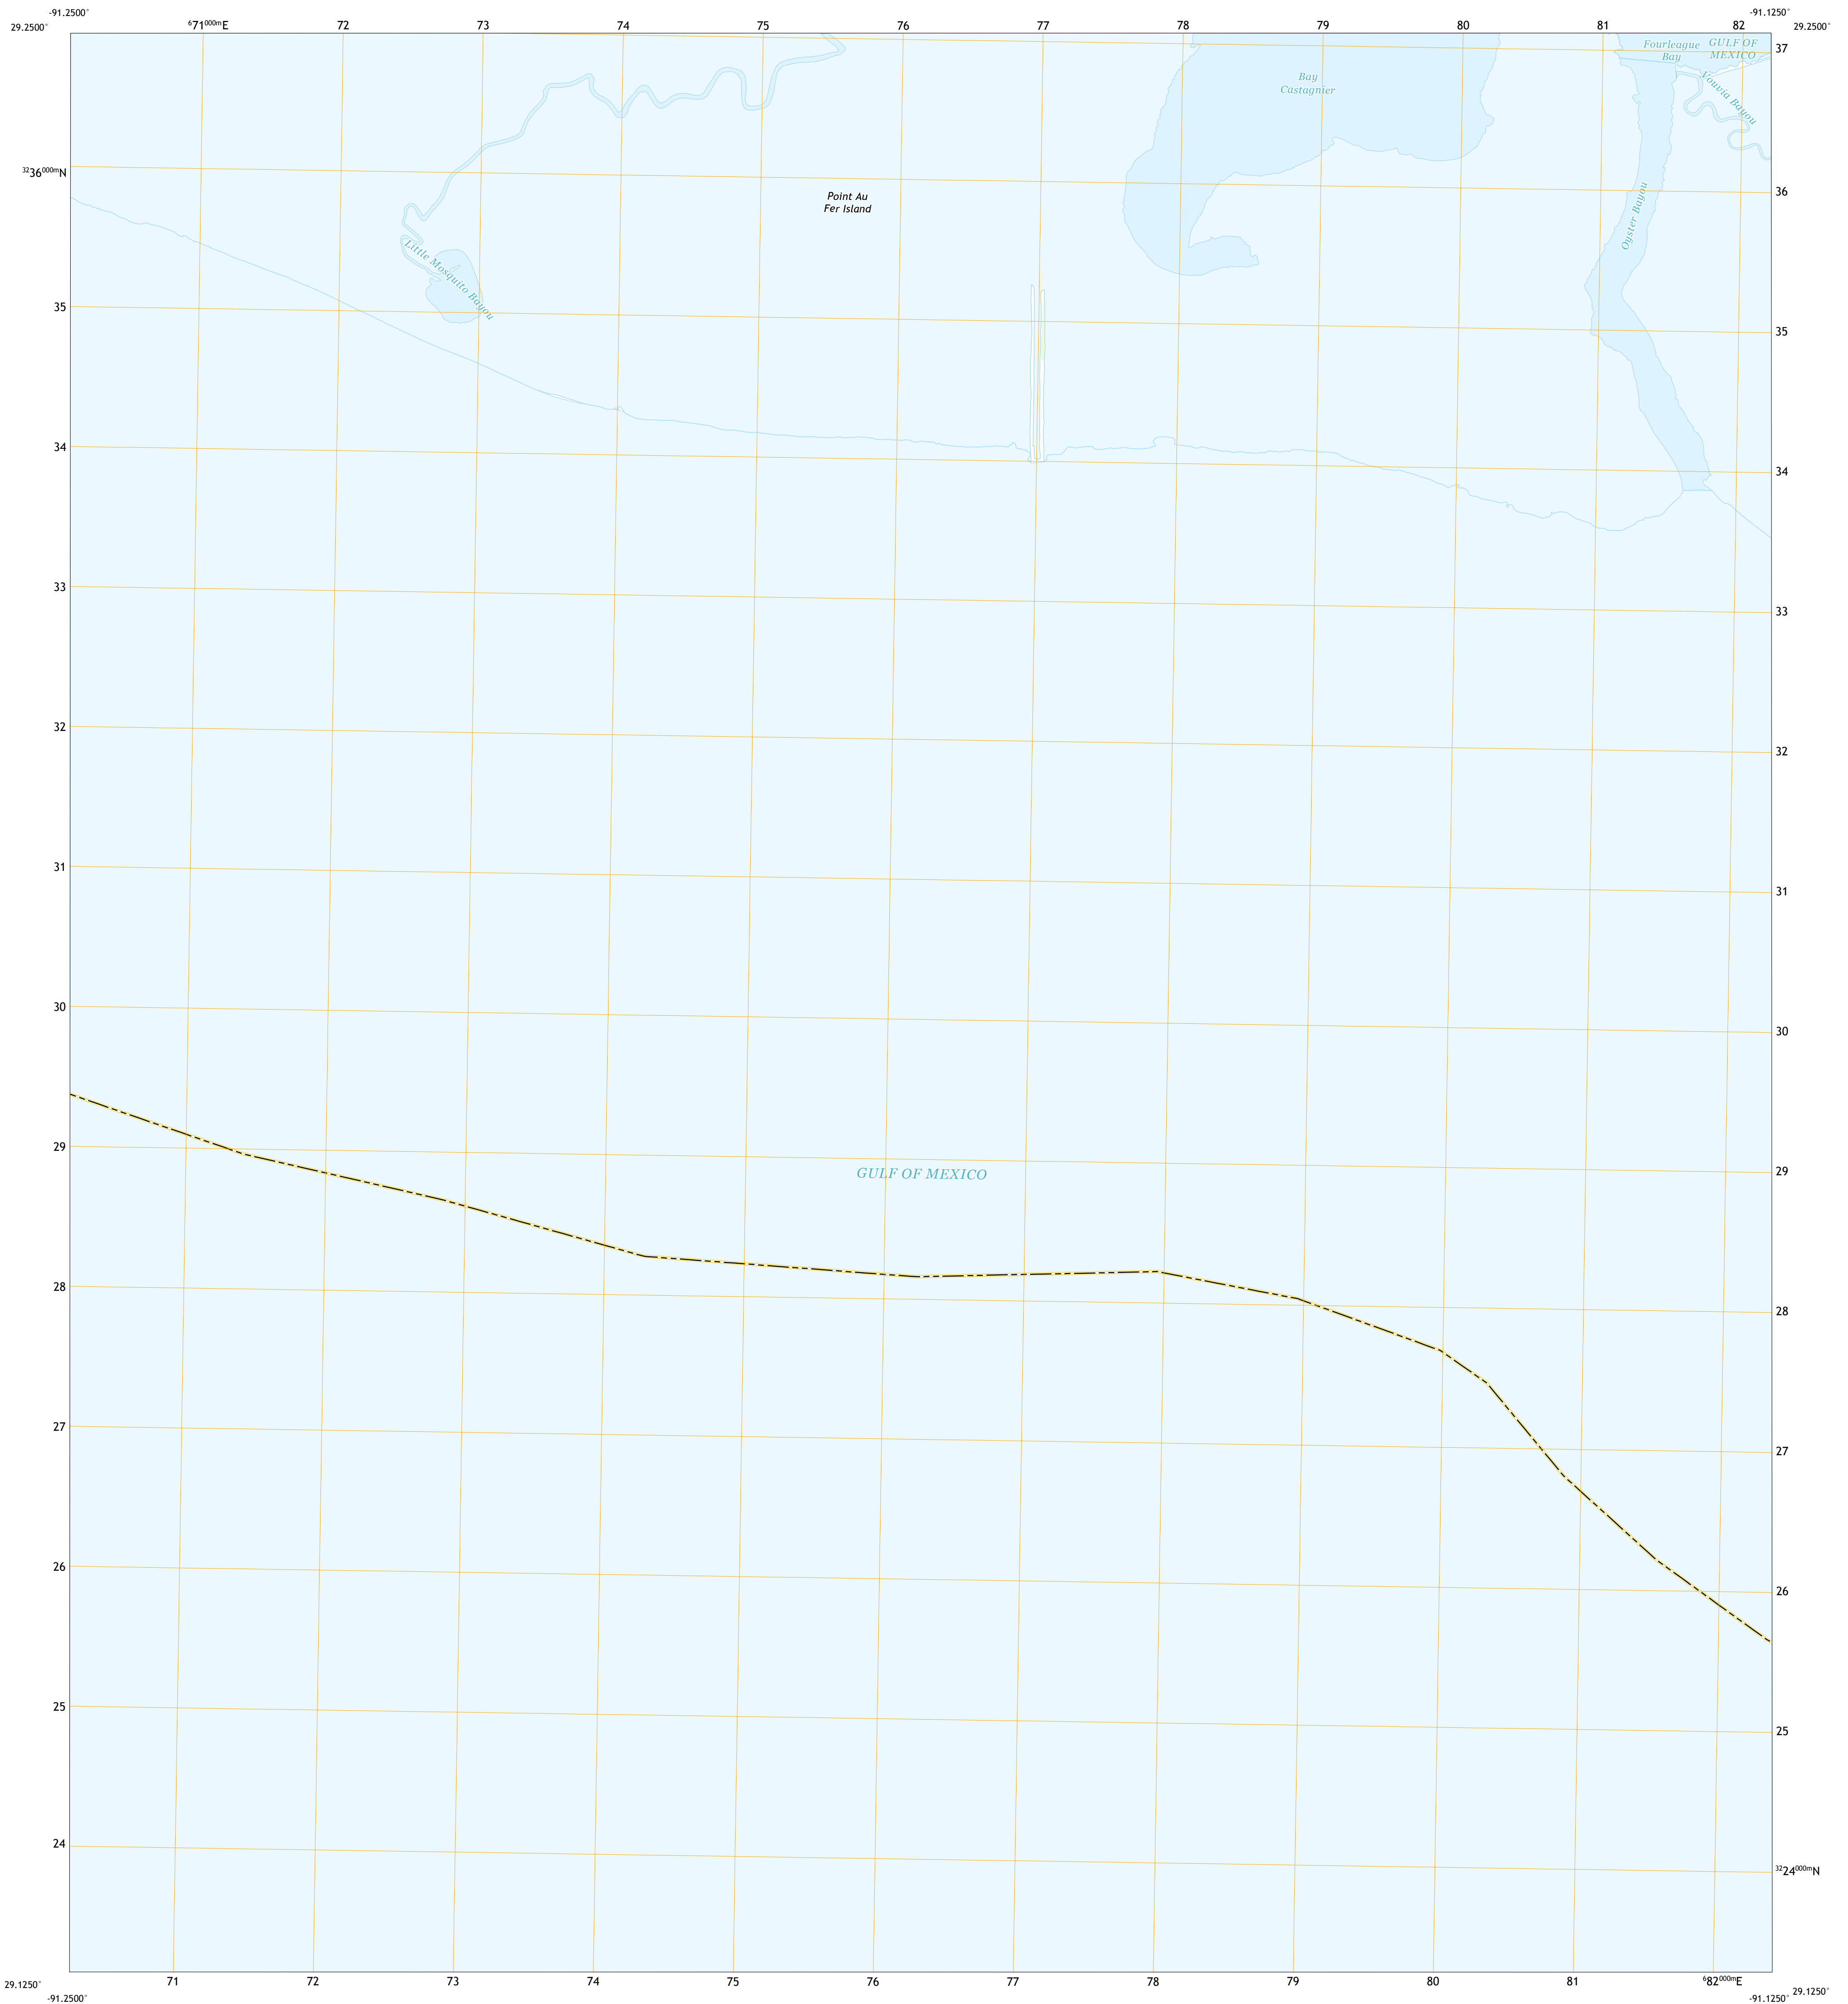 -91.2500°
-91.1250°
29.2500°
⁶71⁰⁰⁰ᵐE 72 73 74 75 76 77 78 79 80 81 82
29.2500°
Fourleague
Bay
GULF OF
MEXICO
37
Bay
Castagnier
Vouvia Bayou
³²36⁰⁰⁰ᵐN
Point Au
Fer Island
36
Oyster Bayou
Little Mosquito Bayou
35
35
34
34
33
33
32
32
31
31
30
30
29
GULF OF MEXICO
29
28
28
27
27
26
26
25
25
24
³²24⁰⁰⁰ᵐN
29.1250°
71 72 73 74 75 76 77 78 79 80 81 ⁶82⁰⁰⁰ᵐE
29.1250°
-91.2500°
-91.1250°